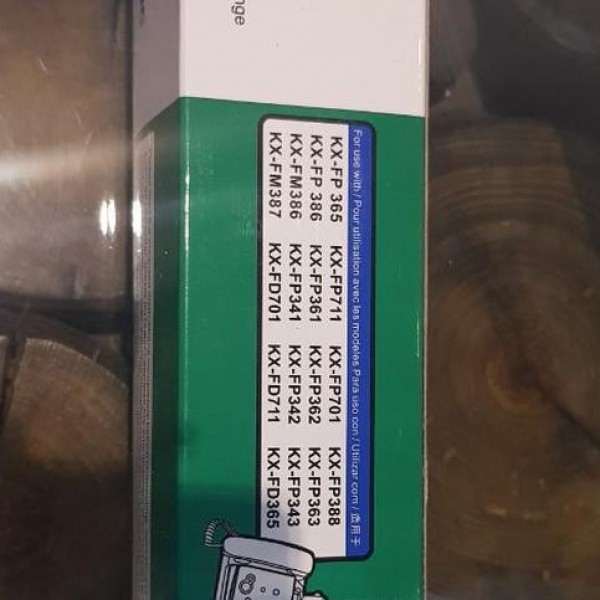 nge
For use with / Pour utilisation avec les modeles Para uso con / Utilizar com / 适用于
KX-FP 365 KX-FP711 KX-FP701 KX-FP388
KX-FP 386 KX-FP361 KX-FP362 KX-FP363
KX-FM386 KX-FP341 KX-FP342 KX-FP343
KX-FM387 KX-FD701 KX-FD711 KX-FD365